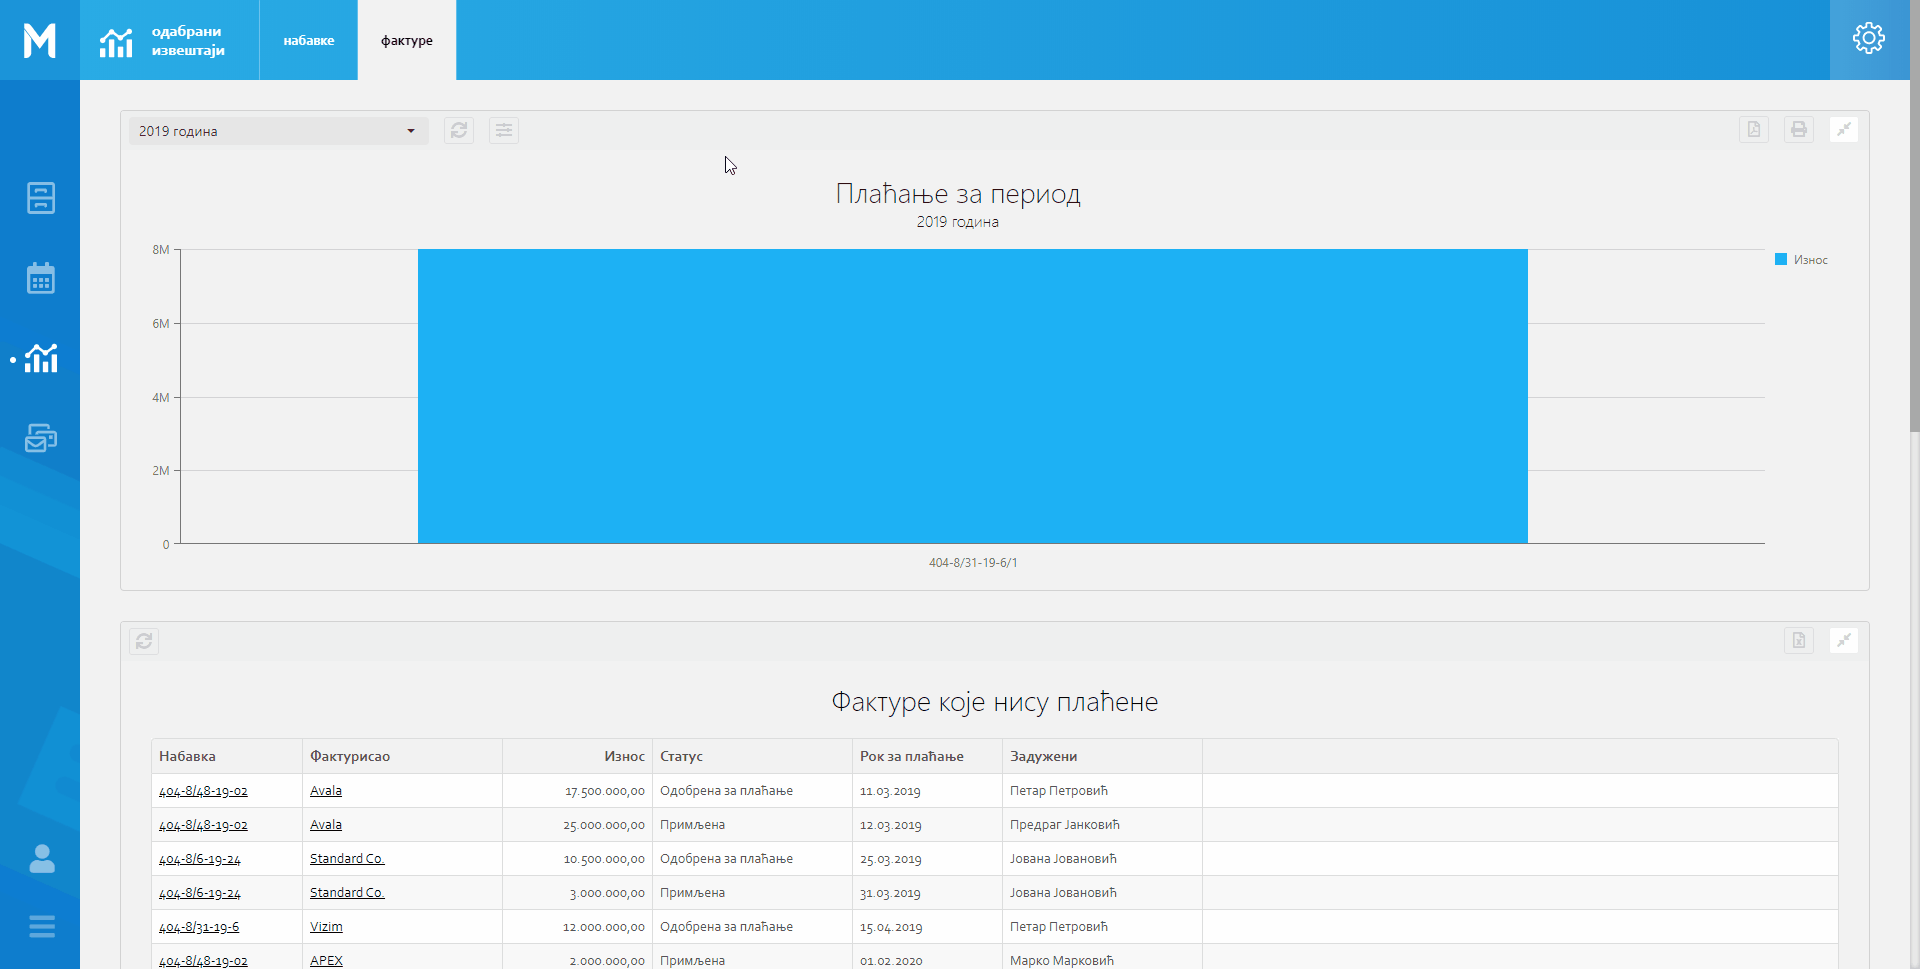 M
одабрани
извештаји
набавке
фактуре
2019 година
Плаћање за период
2019 година
8M
6M
4M
2M
0
Износ
404-8/31-19-6/1
Фактуре које нису плаћене
Набавка Фактурисао Износ Статус Рок за плаћање Задужени
404-8/48-19-02 Avala 17.500.000,00 Одобрена за плаћање 11.03.2019 Петар Петровић
404-8/48-19-02 Avala 25.000.000,00 Примљена 12.03.2019 Предраг Јанковић
404-8/6-19-24 Standard Co. 10.500.000,00 Одобрена за плаћање 25.03.2019 Јована Јовановић
404-8/6-19-24 Standard Co. 3.000.000,00 Примљена 31.03.2019 Јована Јовановић
404-8/31-19-6 Vizim 12.000.000,00 Одобрена за плаћање 15.04.2019 Петар Петровић
404-8/48-19-02 APEX 2.000.000,00 Примљена 01.02.2020 Марко Марковић